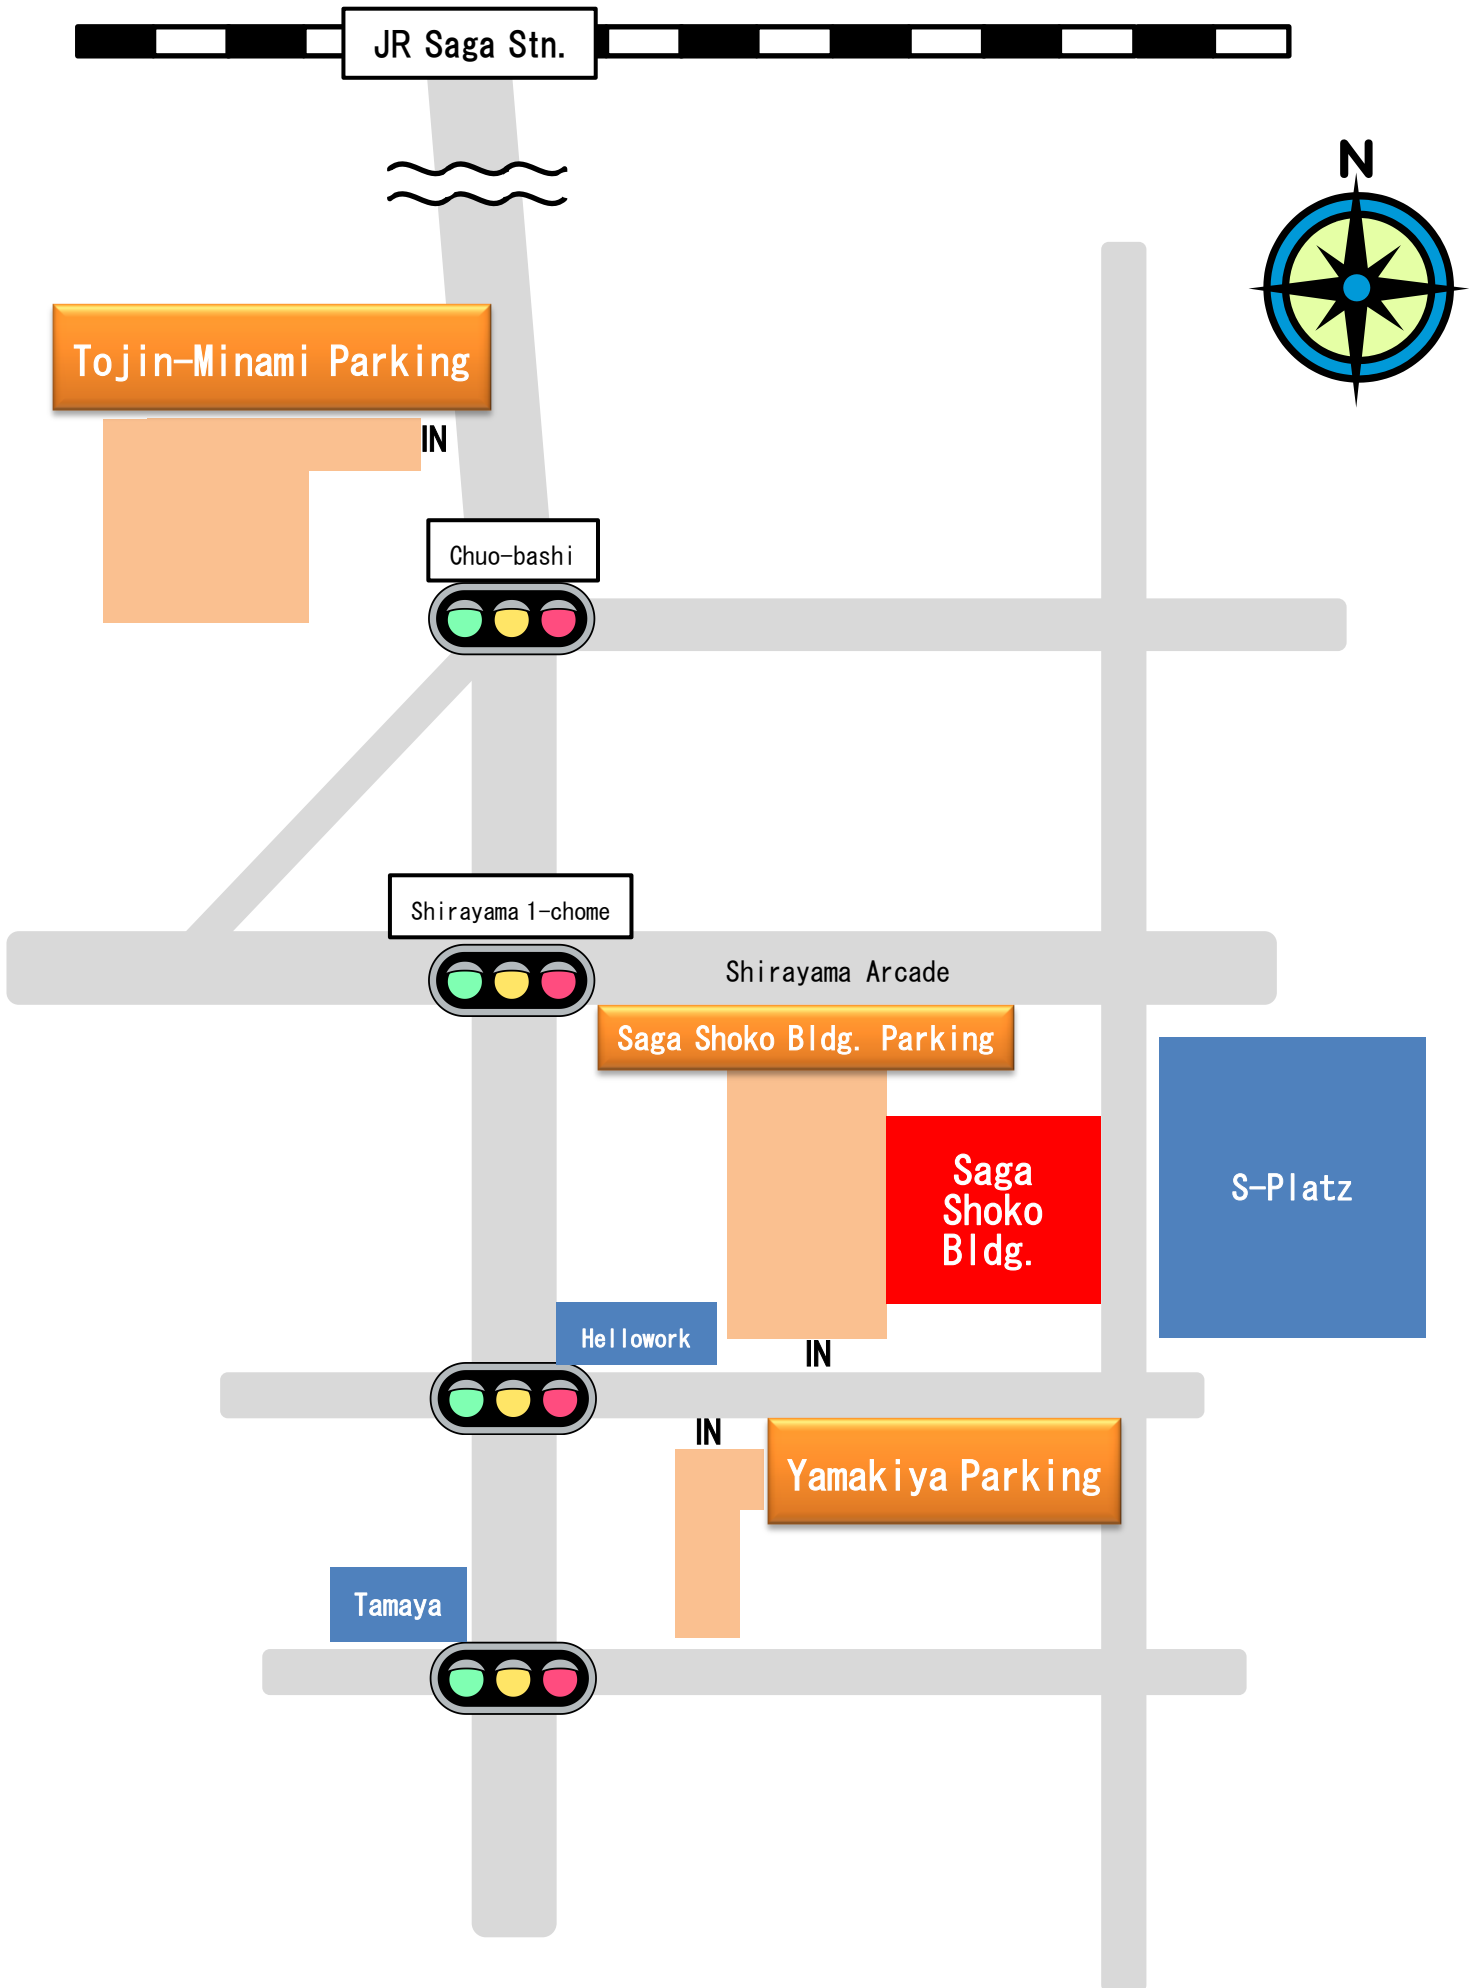 JR Saga Stn.
N
Tojin-Minami Parking
IN
Chuo-bashi
Shirayama 1-chome
Shirayama Arcade
Saga Shoko Bldg. Parking
Saga
Shoko
Bldg.
S-Platz
Hellowork
IN
IN
Yamakiya Parking
Tamaya